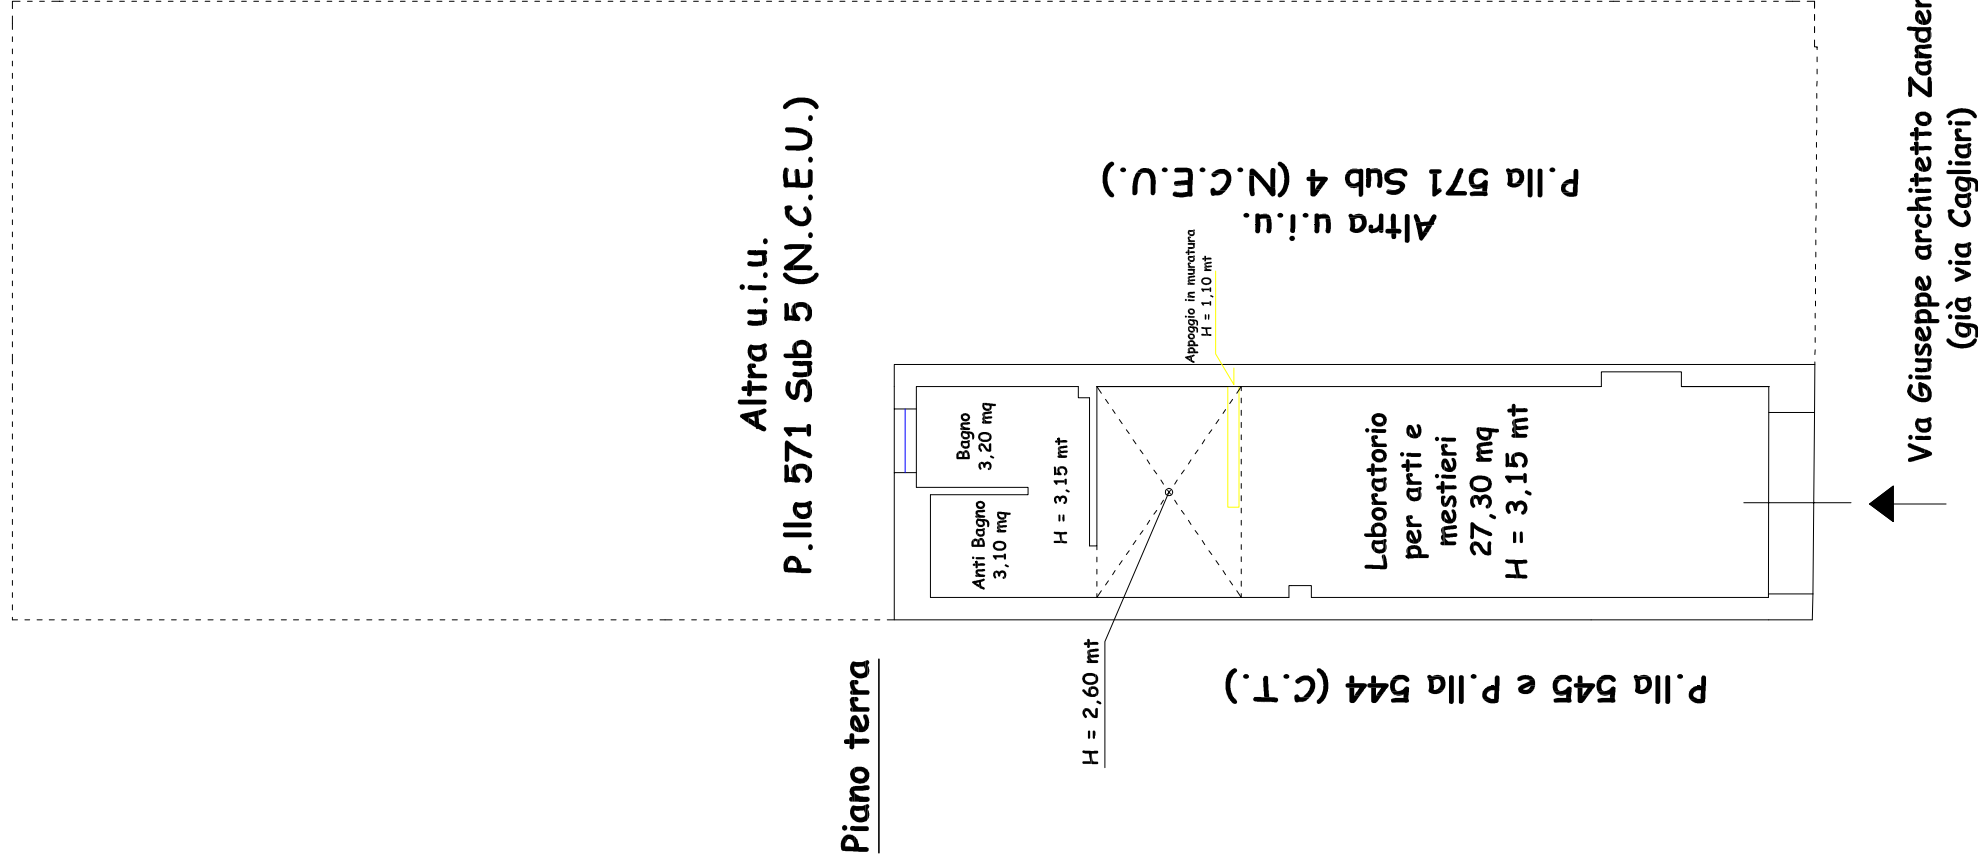 Altra u.i.u.
P.lla 571 Sub 5 (N.C.E.U.)
P.lla 571 Sub 4 (N.C.E.U.)
Altra u.i.u.
Appoggio in muratura
H = 1,10 mt
Bagno
3,20 mq
Anti Bagno
3,10 mq
H = 3,15 mt
Laboratorio
per arti e
mestieri
27,30 mq
H = 3,15 mt
H = 2,60 mt
P.lla 545 e P.lla 544 (C.T.)
Piano terra
Via Giuseppe architetto Zander
(già via Cagliari)